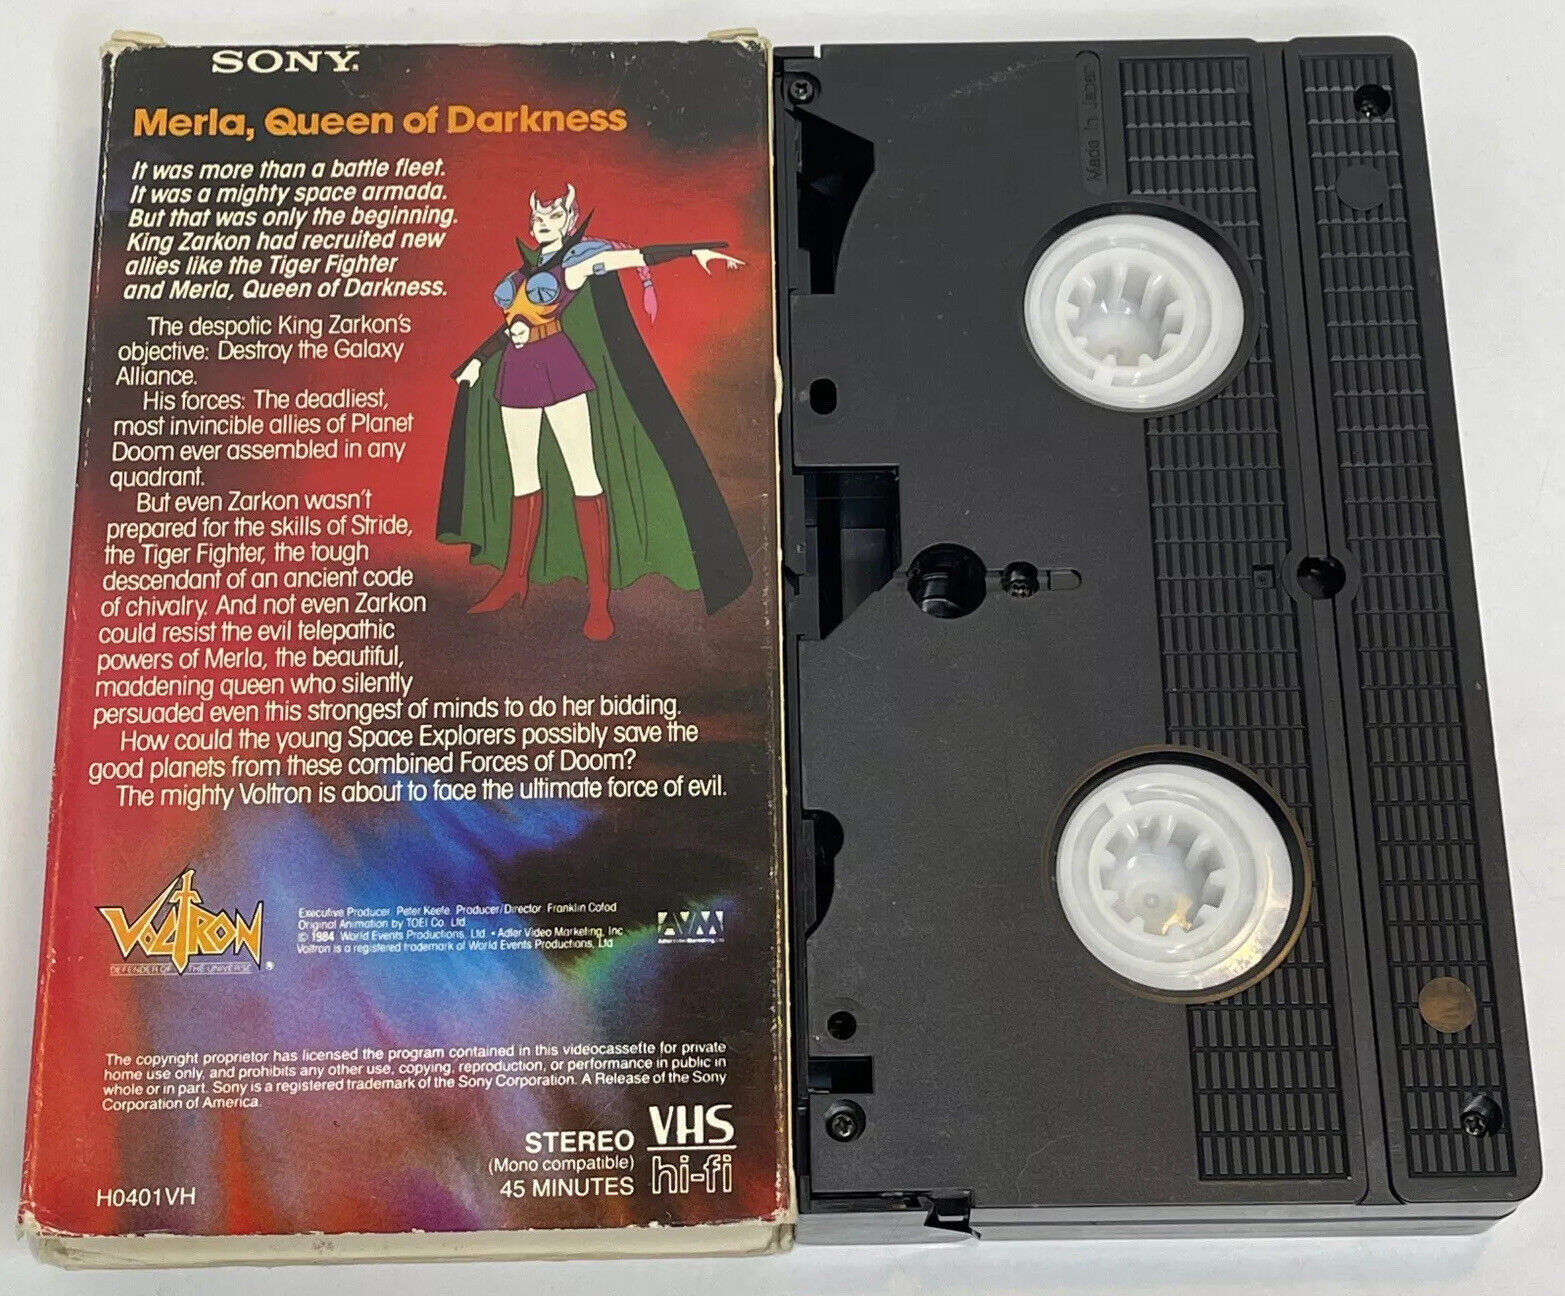 SONY.
Merla, Queen of Darkness
It was more than a battle fleet.
It was a mighty space armada.
But that was only the beginning.
King Zarkon had recruited new
allies like the Tiger Fighter
and Merla, Queen of Darkness.
The despotic King Zarkon's
objective: Destroy the Galaxy
Alliance.
His forces: The deadliest,
most invincible allies of Planet
Doom ever assembled in any
quadrant.
But even Zarkon wasn't
prepared for the skills of Stride,
the Tiger Fighter, the tough
descendant of an ancient code
of chivalry. And not even Zarkon
could resist the evil telepathic
powers of Merla, the beautiful,
maddening queen who silently
persuaded even this strongest of minds to do her bidding.
How could the young Space Explorers possibly save the
good planets from these combined Forces of Doom?
The mighty Voltron is about to face the ultimate force of evil.
VOLTRON
DEFENDER OF THE UNIVERSE ®
Executive Producer, Peter Keefe, Producer/Director, Franklin Cofod
Original Animation by TOEI Co. Ltd.
© 1984 World Events Productions, Ltd. • Adler Video Marketing, Inc.
Voltron is a registered trademark of World Events Productions, Ltd.
AVM
Adler Video Marketing, Ltd.
The copyright proprietor has licensed the program contained in this videocassette for private
home use only, and prohibits any other use, copying, reproduction, or performance in public in
whole or in part. Sony is a registered trademark of the Sony Corporation. A Release of the Sony
Corporation of America.
STEREO
(Mono compatible)
45 MINUTES
VHS
hi-fi
H0401VH
Made in Japan